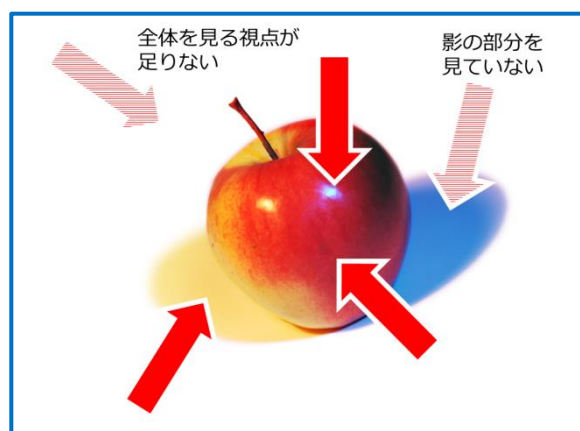 全体を見る視点が
足りない
影の部分を
見ていない